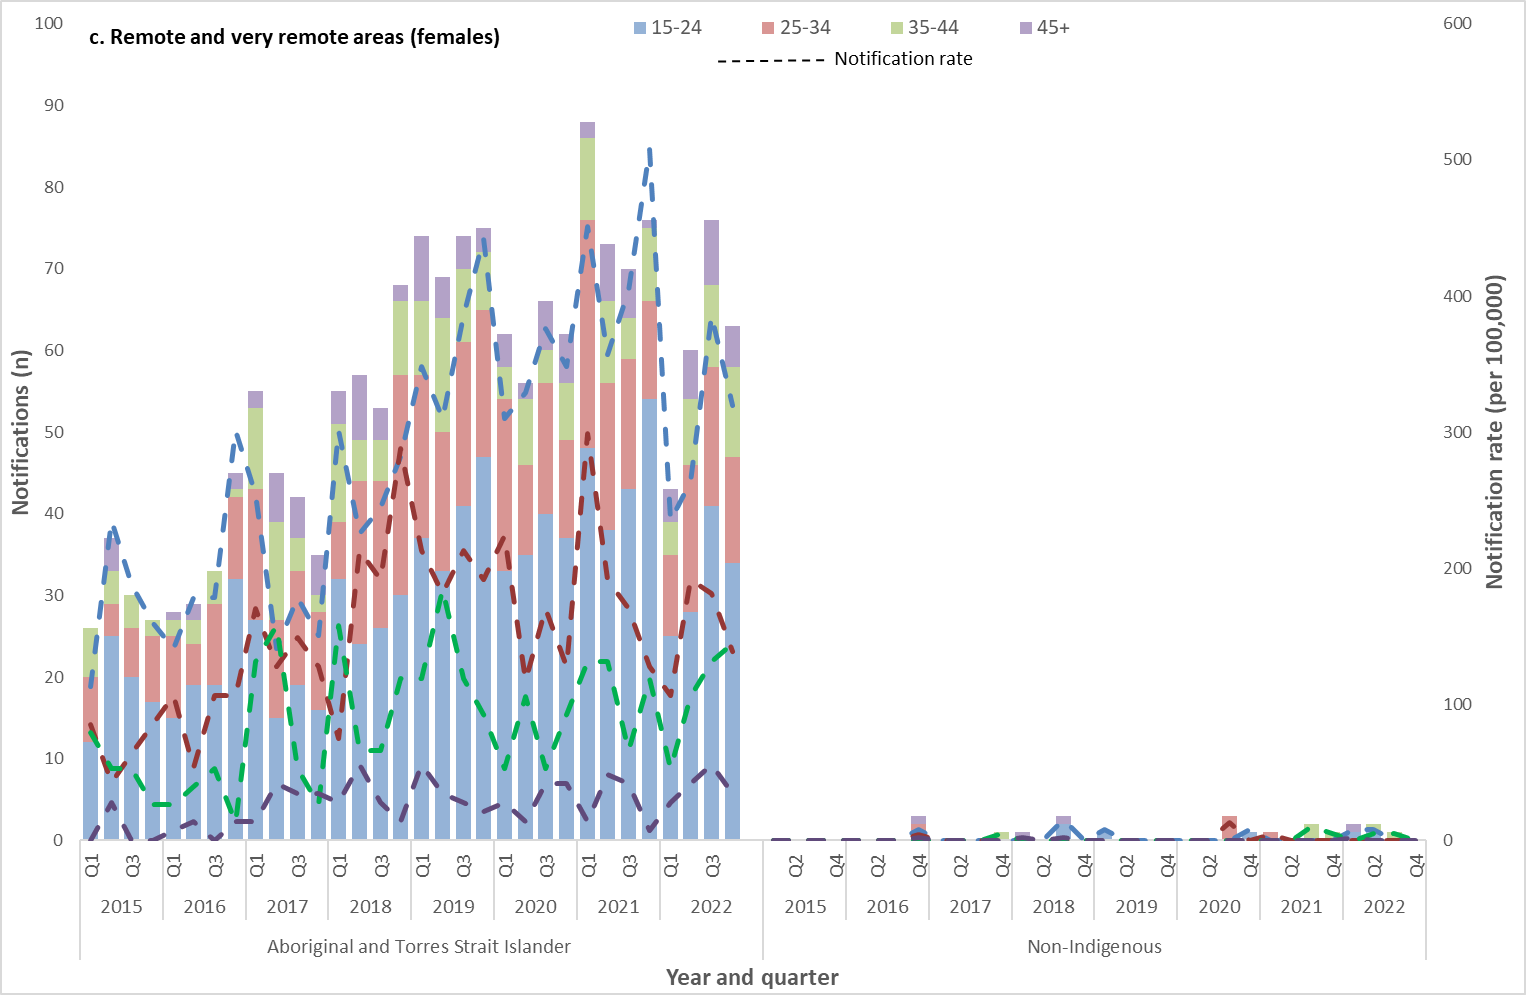 c. Remote and very remote areas (females)
15-24 25-34 35-44 45+
Notification rate
100 90 80 70 60 50 40 30 20 10 0
Notifications (n)
600 500 400 300 200 100 0
Notification rate (per 100,000)
Q1 Q3 Q1 Q3 Q1 Q3 Q1 Q3 Q1 Q3 Q1 Q3 Q1 Q3 Q1 Q3 Q2 Q4 Q2 Q4 Q2 Q4 Q2 Q4 Q2 Q4 Q2 Q4 Q2 Q4 Q2 Q4
2015 2016 2017 2018 2019 2020 2021 2022 2015 2016 2017 2018 2019 2020 2021 2022
Aboriginal and Torres Strait Islander Non-Indigenous
Year and quarter